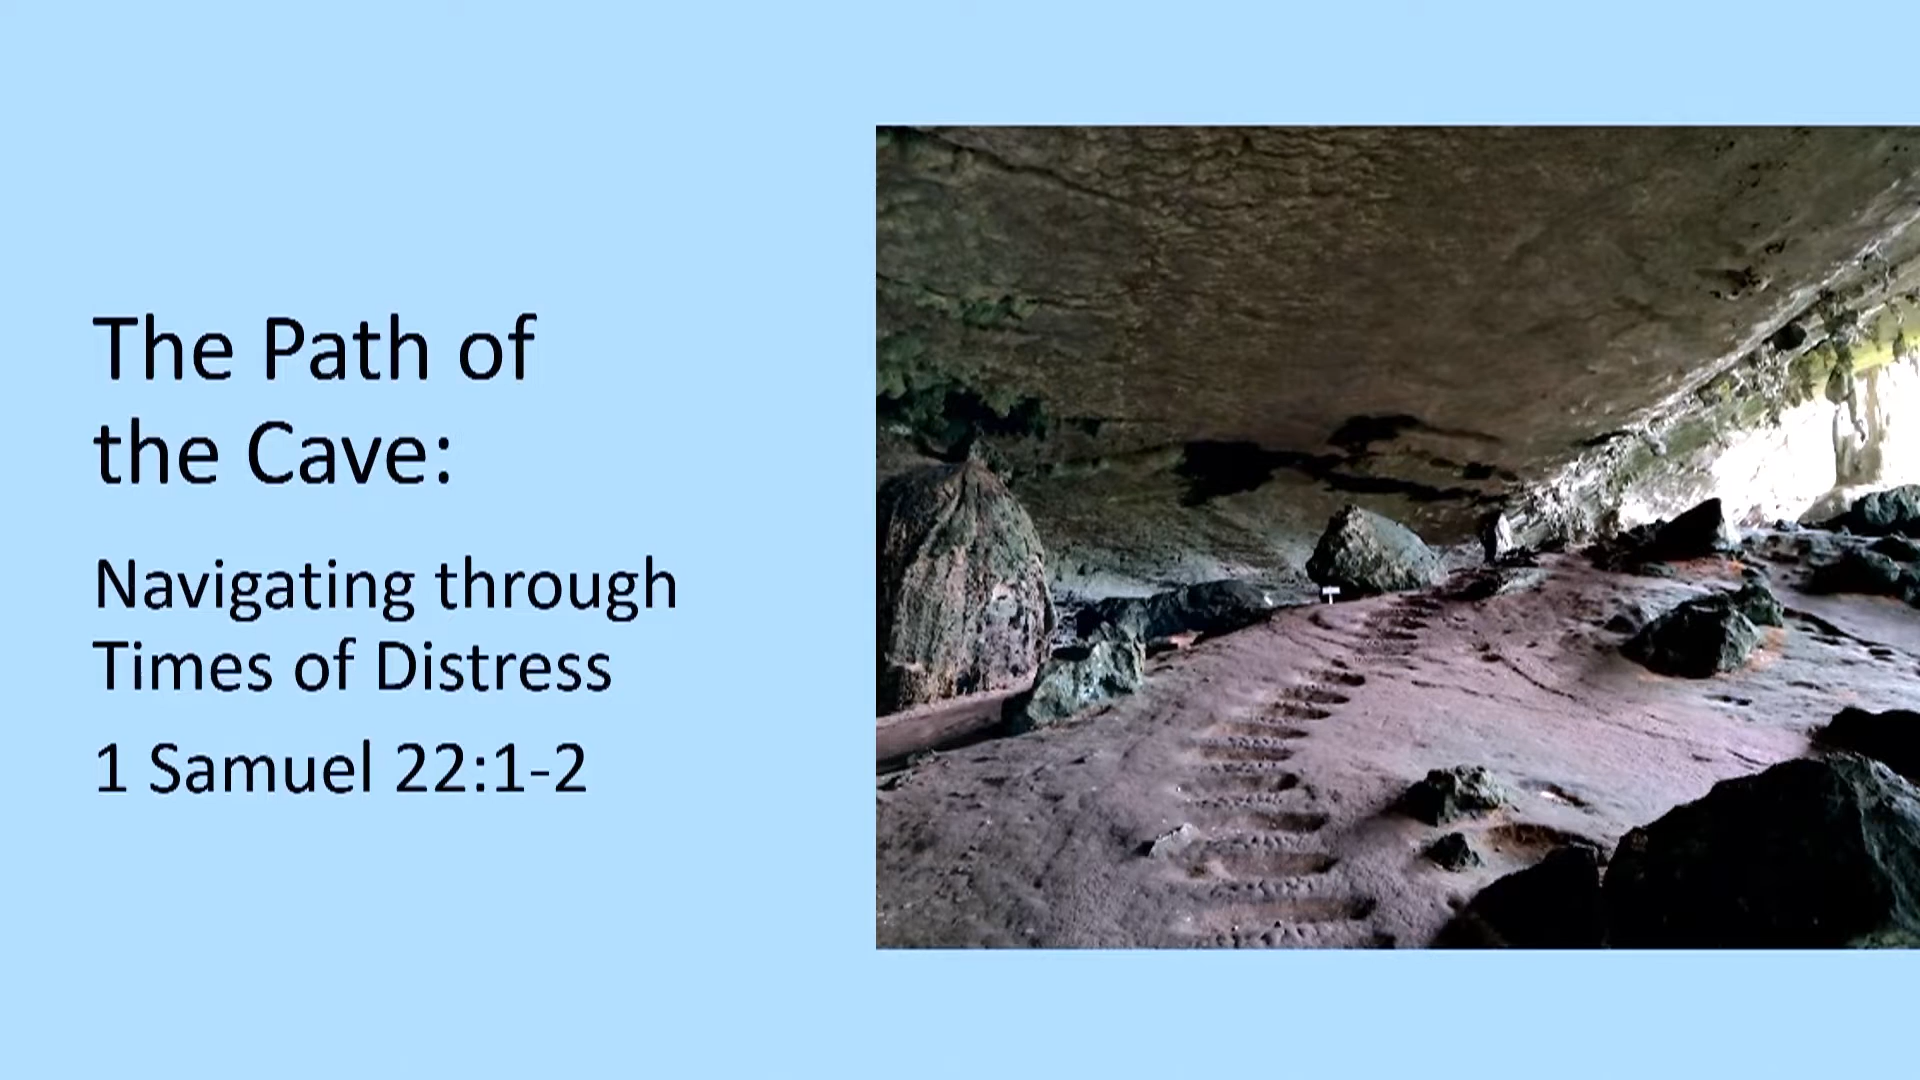 The Path of
the Cave:
Navigating through
Times of Distress
1 Samuel 22:1-2